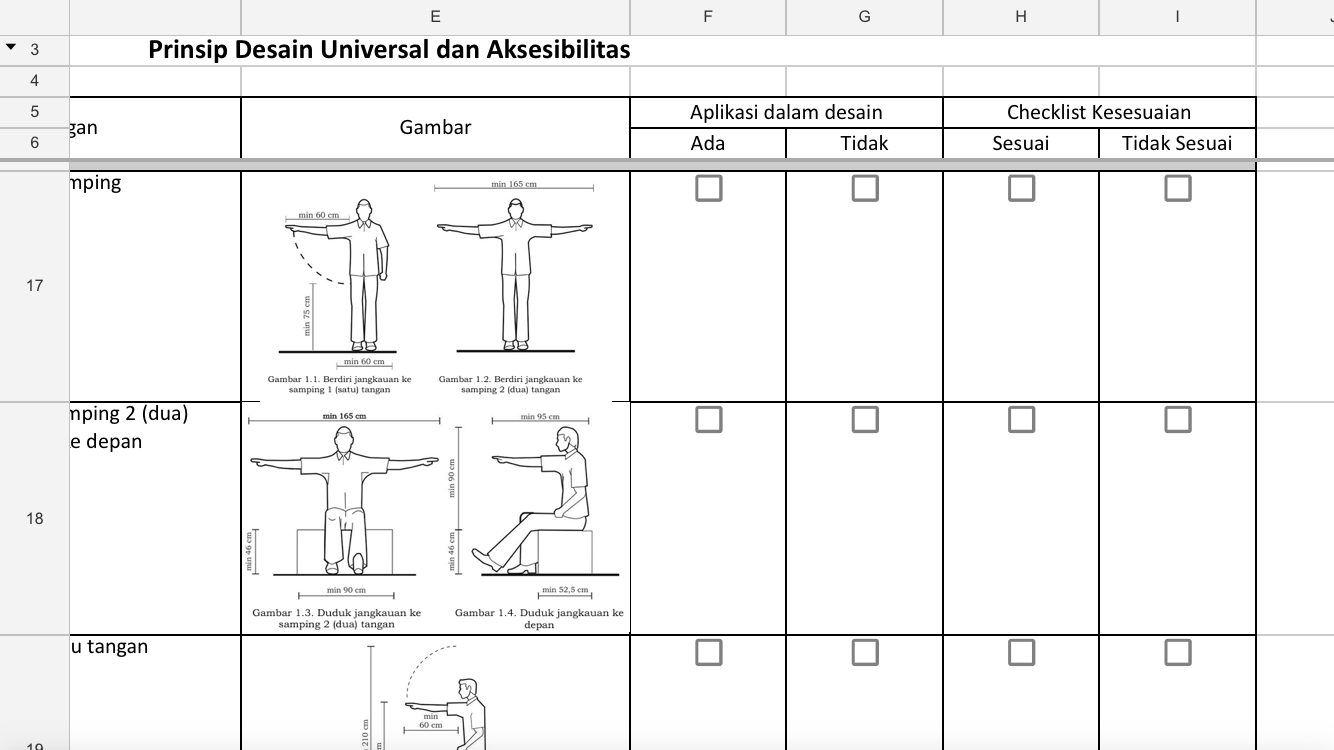 E
F
G
H
I
3
Prinsip Desain Universal dan Aksesibilitas
4
5
gan
Gambar
Aplikasi dalam desain
Checklist Kesesuaian
6
Ada
Tidak
Sesuai
Tidak Sesuai
17
mping
min 60 cm
min 75 cm
min 60 cm
min 165 cm
Gambar 1.1. Berdiri jangkauan ke
samping 1 (satu) tangan
Gambar 1.2. Berdiri jangkauan ke
samping 2 (dua) tangan
18
mping 2 (dua)
e depan
min 165 cm
min 46 cm
min 90 cm
min 95 cm
min 90 cm
min 46 cm
min 52,5 cm
Gambar 1.3. Duduk jangkauan ke
samping 2 (dua) tangan
Gambar 1.4. Duduk jangkauan ke
depan
19
u tangan
min
60 cm
210 cm